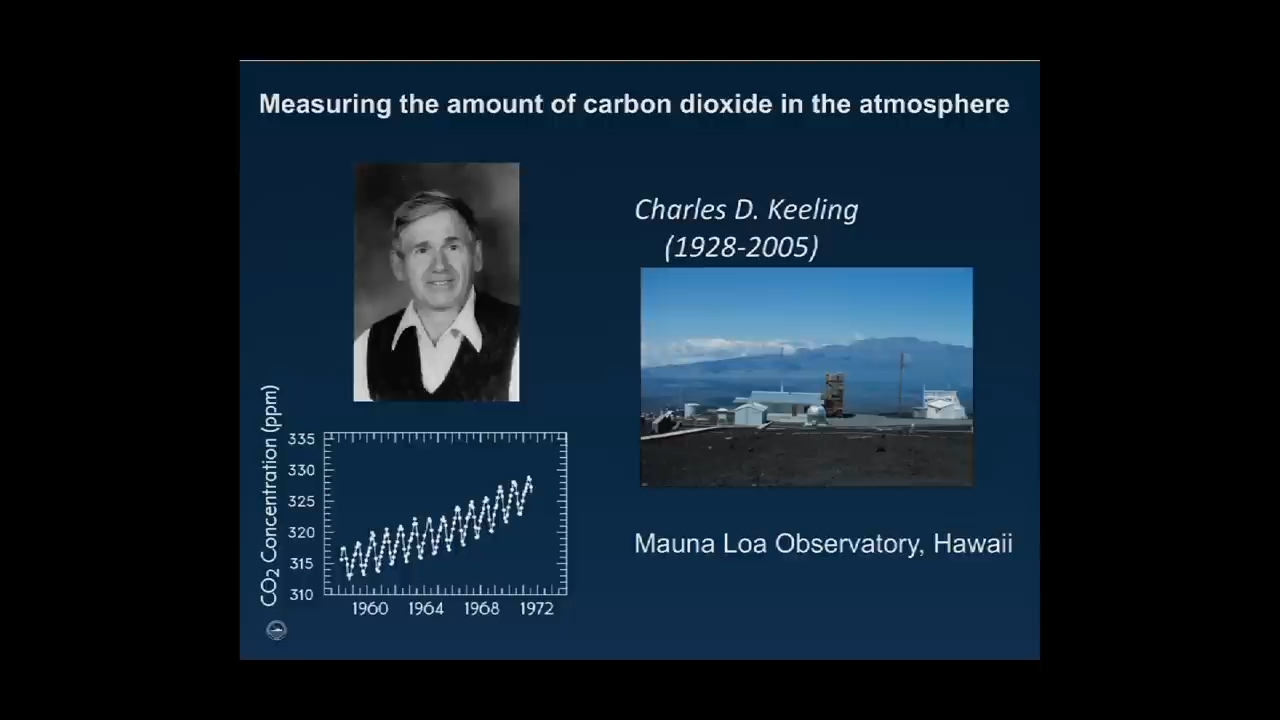 Measuring the amount of carbon dioxide in the atmosphere
Charles D. Keeling
(1928-2005)
CO2 Concentration (ppm)
335
330
325
320
315
310
1960 1964 1968 1972
Mauna Loa Observatory, Hawaii